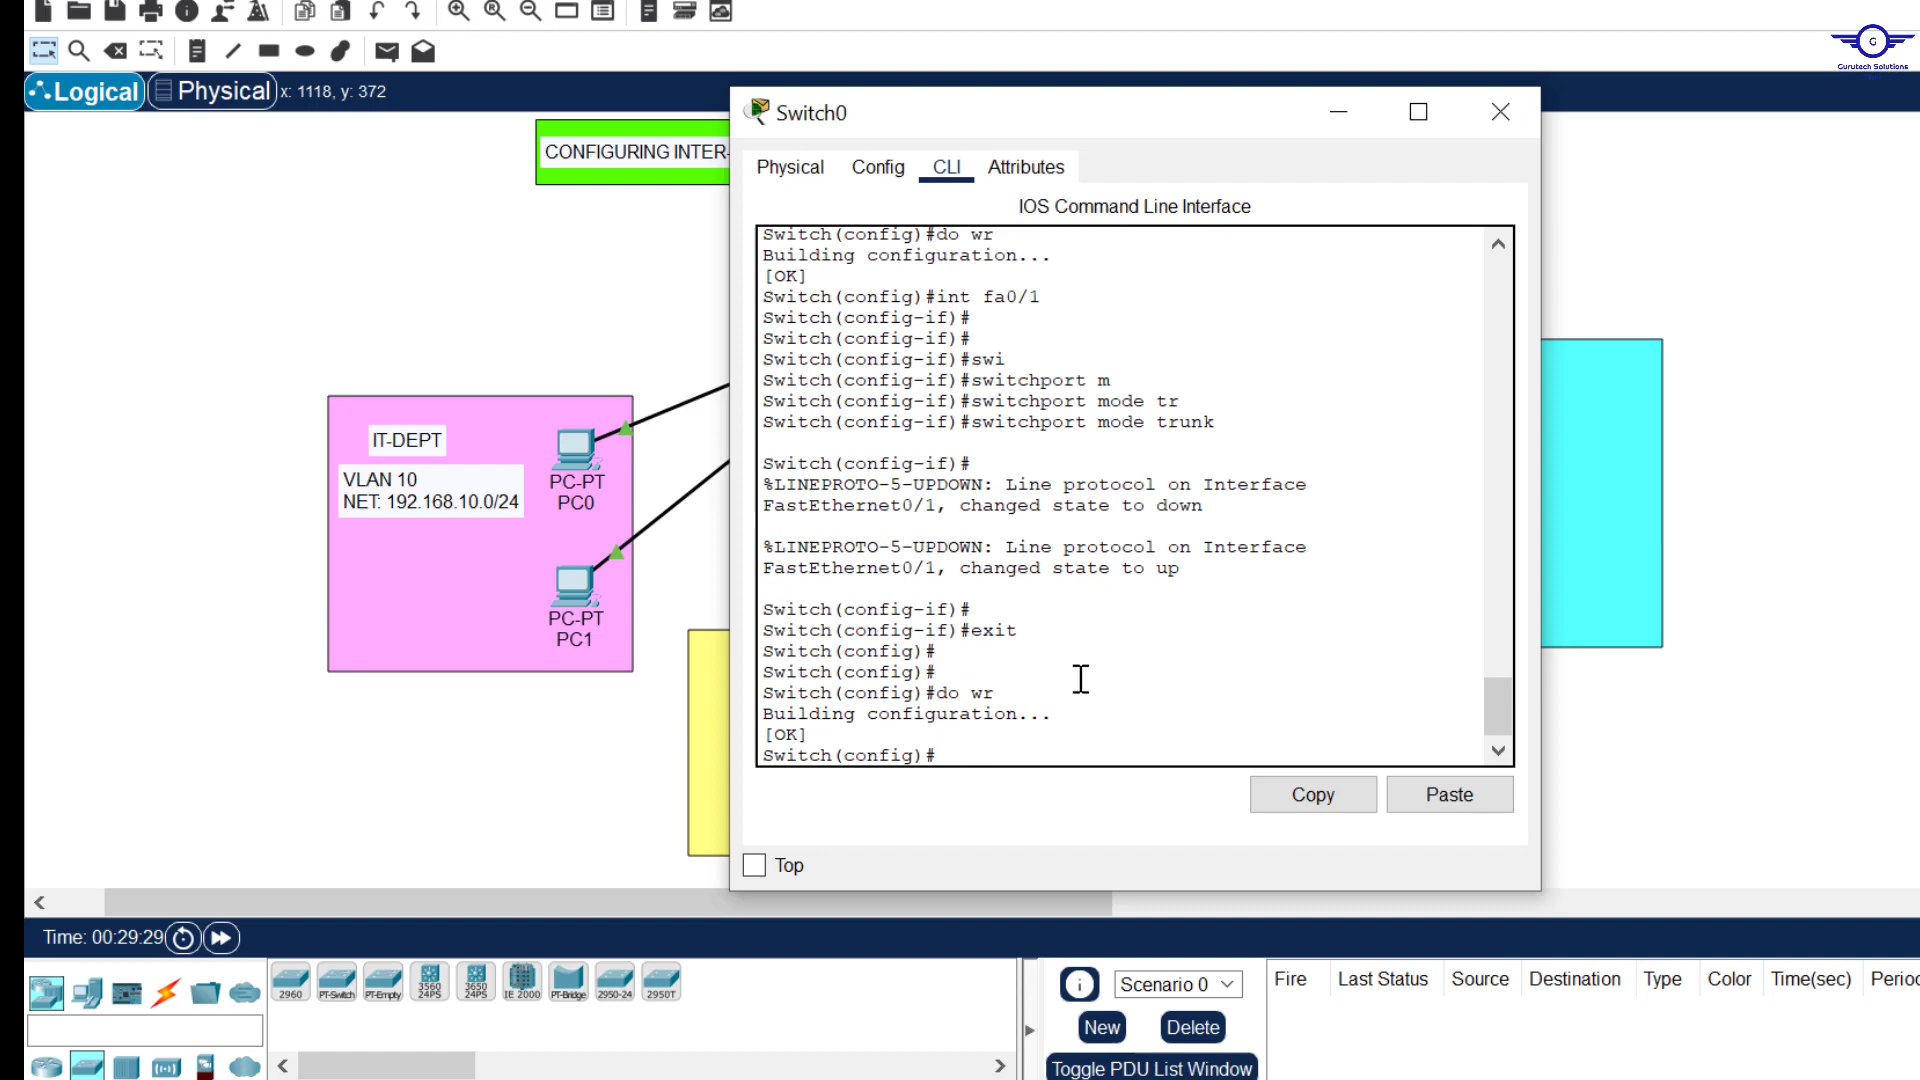 G
Gurutech Solutions
Logical
Physical
x: 1118, y: 372
CONFIGURING INTER-
Switch0
Physical
Config
CLI
Attributes
IOS Command Line Interface
Switch(config)#do wr
Building configuration...
[OK]
Switch(config)#int fa0/1
Switch(config-if)#
Switch(config-if)#
Switch(config-if)#swi
Switch(config-if)#switchport m
Switch(config-if)#switchport mode tr
Switch(config-if)#switchport mode trunk
Switch(config-if)#
%LINEPROTO-5-UPDOWN: Line protocol on Interface
FastEthernet0/1, changed state to down
%LINEPROTO-5-UPDOWN: Line protocol on Interface
FastEthernet0/1, changed state to up
Switch(config-if)#
Switch(config-if)#exit
Switch(config)#
Switch(config)#
Switch(config)#do wr
Building configuration...
[OK]
Switch(config)#
Copy
Paste
Top
IT-DEPT
VLAN 10
NET: 192.168.10.0/24
PC-PT
PC0
PC-PT
PC1
Time: 00:29:29
2960
PT-Switch
PT-Empty
3560
24PS
3650
24PS
IE 2000
PT-Bridge
2950-24
2950T
Scenario 0
New
Delete
Toggle PDU List Window
Fire
Last Status
Source
Destination
Type
Color
Time(sec)
Perioc